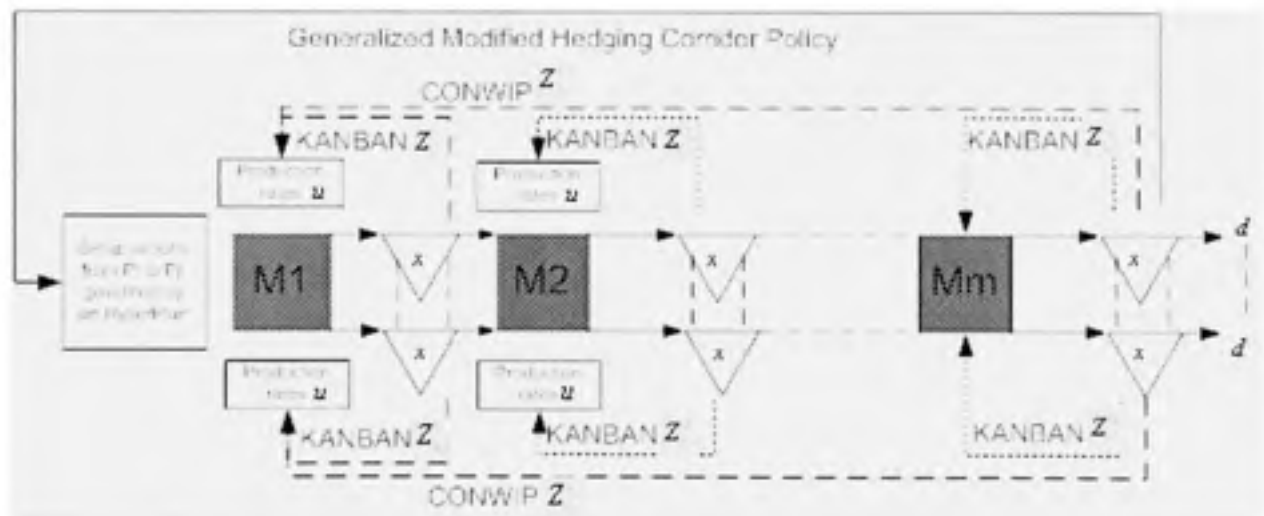 Generalized Modified Hedging Corridor Policy
CONWIP Z
KANBAN Z
KANBAN Z
KANBAN Z
Production
rates u
Production
rates u
d
M1
x
M2
x
Mm
x
x
x
x
d
Production
rates u
Production
rates u
KANBAN Z
KANBAN Z
KANBAN Z
CONWIP Z